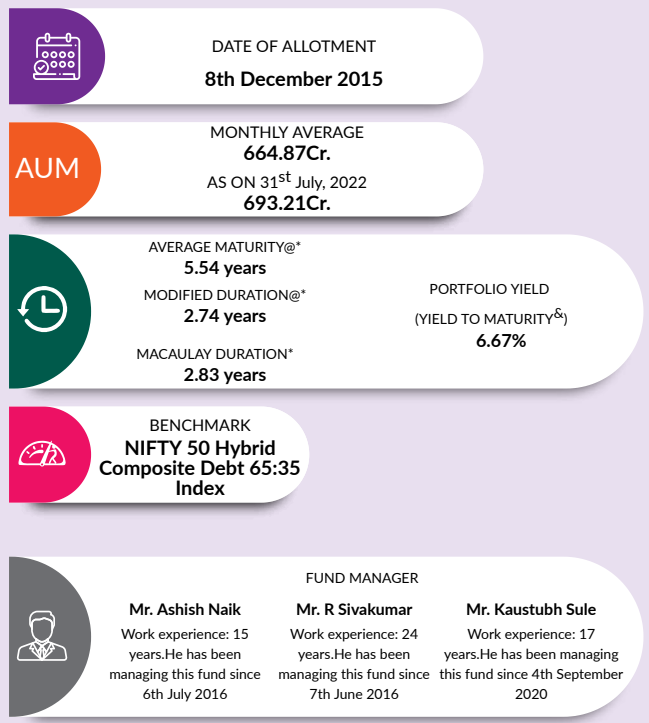 DATE OF ALLOTMENT
8th December 2015
AUM
MONTHLY AVERAGE
664.87Cr.
AS ON 31st July, 2022
693.21Cr.
AVERAGE MATURITY@*
5.54 years
MODIFIED DURATION@*
2.74 years
MACAULAY DURATION*
2.83 years
PORTFOLIO YIELD
(YIELD TO MATURITY&)
6.67%
BENCHMARK
NIFTY 50 Hybrid
Composite Debt 65:35
Index
FUND MANAGER
Mr. Ashish Naik
Work experience: 15
years.He has been
managing this fund since
6th July 2016
Mr. R Sivakumar
Work experience: 24
years.He has been
managing this fund since
7th June 2016
Mr. Kaustubh Sule
Work experience: 17
years.He has been managing
this fund since 4th September
2020